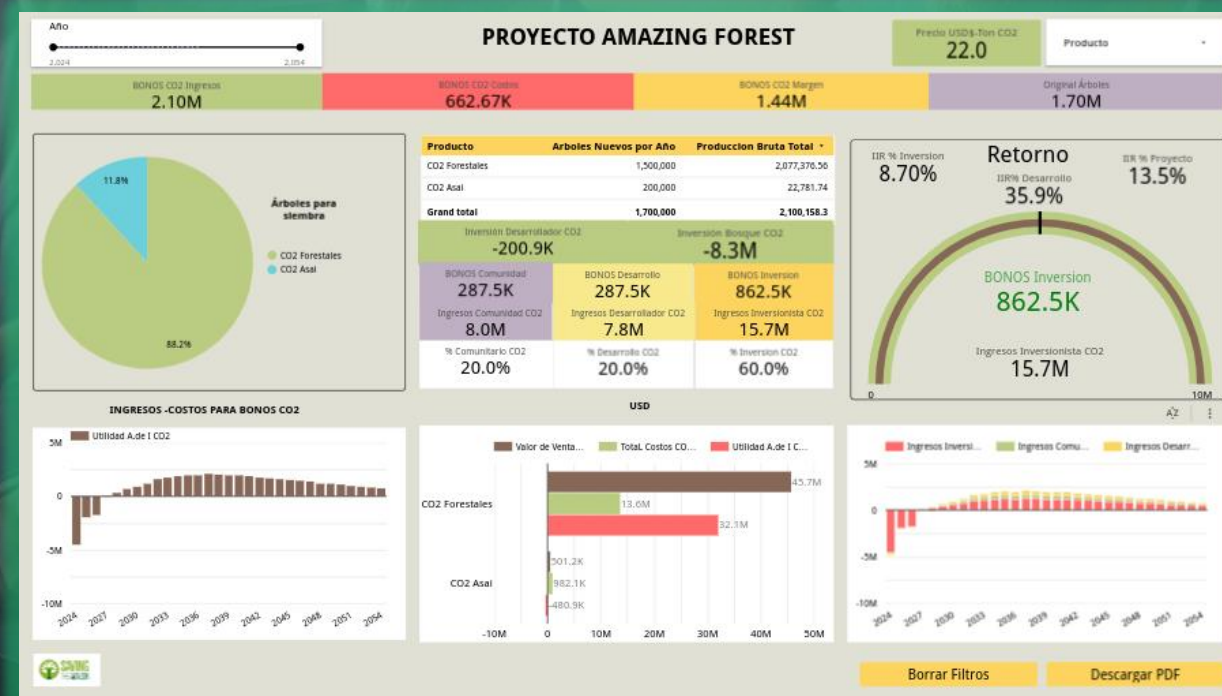 Año
2,024 2,054
PROYECTO AMAZING FOREST
Precio USD$-Ton CO2
22.0
Producto
BONOS CO2 Ingresos
2.10M
BONOS CO2 Costos
662.67K
BONOS CO2 Margen
1.44M
Original Árboles
1.70M
11.8%
88.2%
Árboles para
siembra
CO2 Forestales
CO2 Asai
Producto Arboles Nuevos por Año Produccion Bruta Total
CO2 Forestales 1,500,000 2,077,376.56
CO2 Asai 200,000 22,781.74
Grand total 1,700,000 2,100,158.3
Inversión Desarrollador CO2
-200.9K
Inversión Bosque CO2
-8.3M
BONOS Comunidad
287.5K
BONOS Desarrollo
287.5K
BONOS Inversion
862.5K
Ingresos Comunidad CO2
8.0M
Ingresos Desarrollador CO2
7.8M
Ingresos Inversionista CO2
15.7M
% Comunitario CO2
20.0%
% Desarrollo CO2
20.0%
% Inversion CO2
60.0%
IIR % Inversion
8.70%
Retorno
IIR% Desarrollo
35.9%
IIR % Proyecto
13.5%
BONOS Inversion
862.5K
Ingresos Inversionista CO2
15.7M
0 10M
INGRESOS -COSTOS PARA BONOS CO2
Utilidad A.de I CO2
5M
0
-5M
-10M
2024 2027 2030 2033 2036 2039 2042 2045 2048 2051 2054
USD
Valor de Venta... TotaL Costos CO... Utilidad A.de I C...
CO2 Forestales
45.7M
13.6M
32.1M
CO2 Asai
501.2K
982.1K
-480.9K
-10M 0 10M 20M 30M 40M 50M
AZ
Ingresos Inversi... Ingresos Comu... Ingresos Desarr...
5M
0
-5M
-10M
2024 2027 2030 2033 2036 2039 2042 2045 2048 2051 2054
SAVING
Borrar Filtros
Descargar PDF